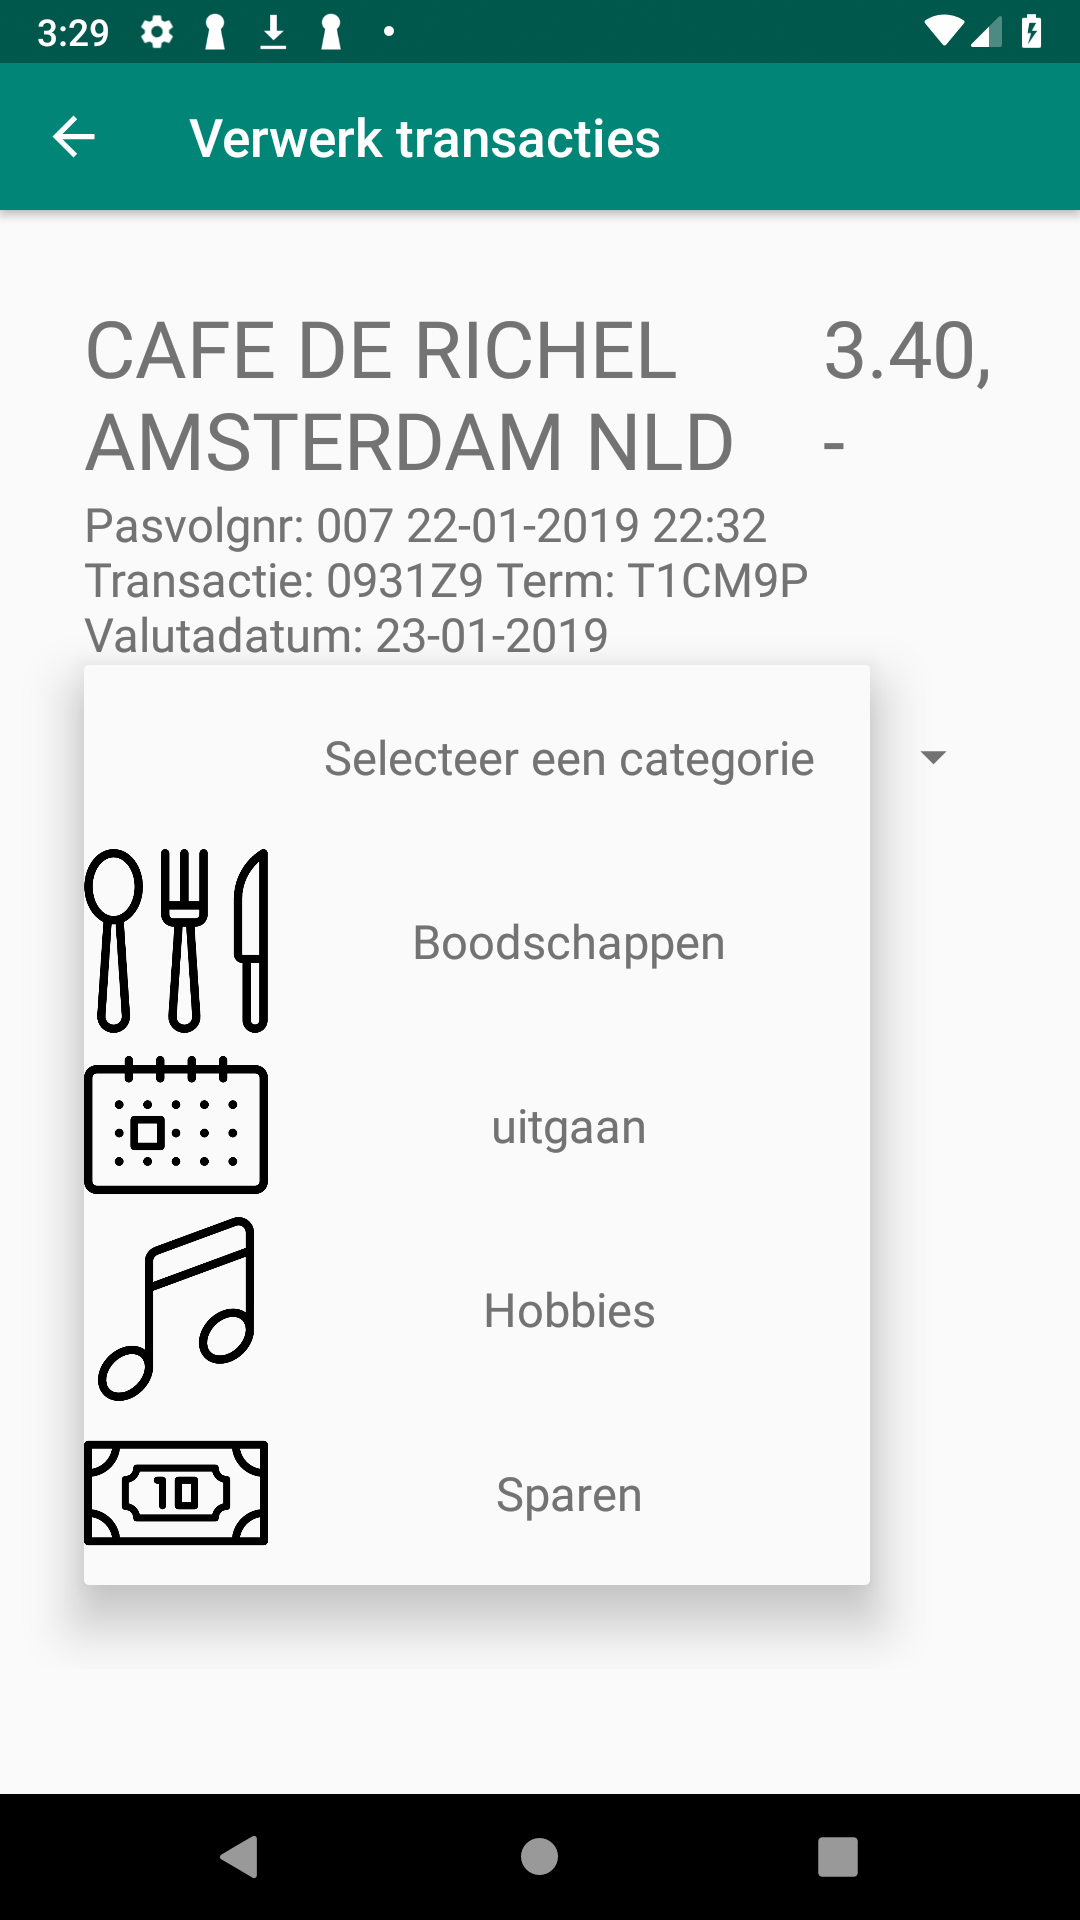 3:29
Verwerk transacties
CAFE DE RICHEL 3.40,
AMSTERDAM NLD -
Pasvolgnr: 007 22-01-2019 22:32
Transactie: 0931Z9 Term: T1CM9P
Valutadatum: 23-01-2019
Selecteer een categorie
Boodschappen
uitgaan
Hobbies
10 Sparen